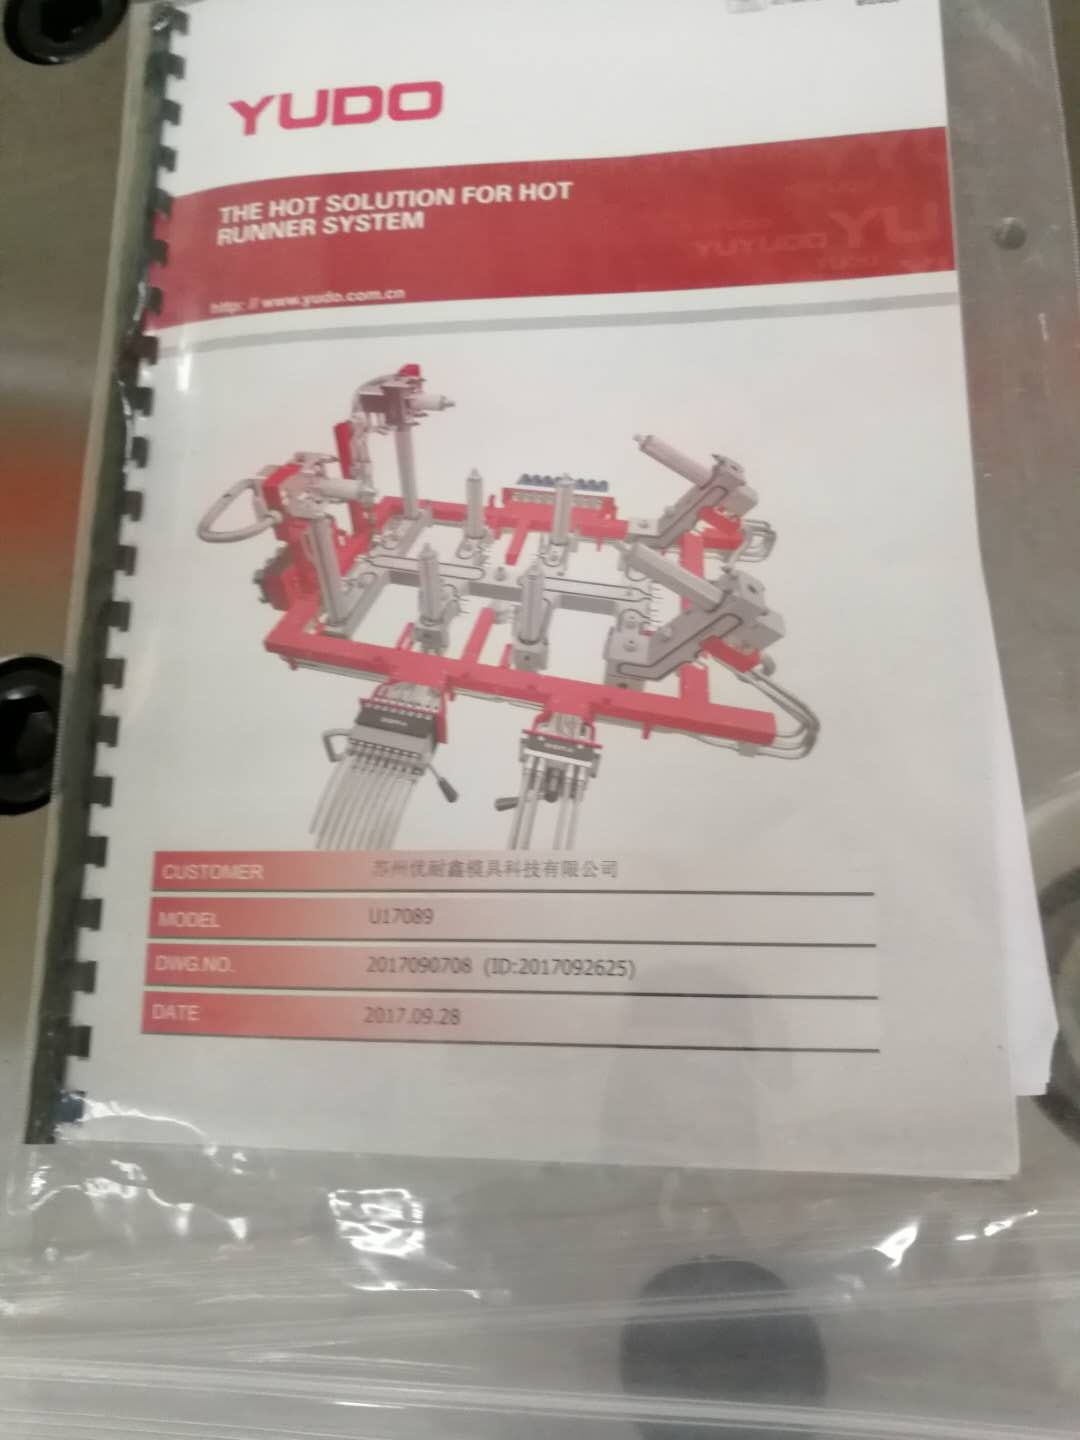 YUDO
THE HOT SOLUTION FOR HOT
RUNNER SYSTEM
http: // www.yudo.com.cn
YUYUDO YU
CUSTOMER 苏州优耐鑫模具科技有限公司
MODEL U17089
DWG.NO. 2017090708 (ID:2017092625)
DATE 2017.09.28